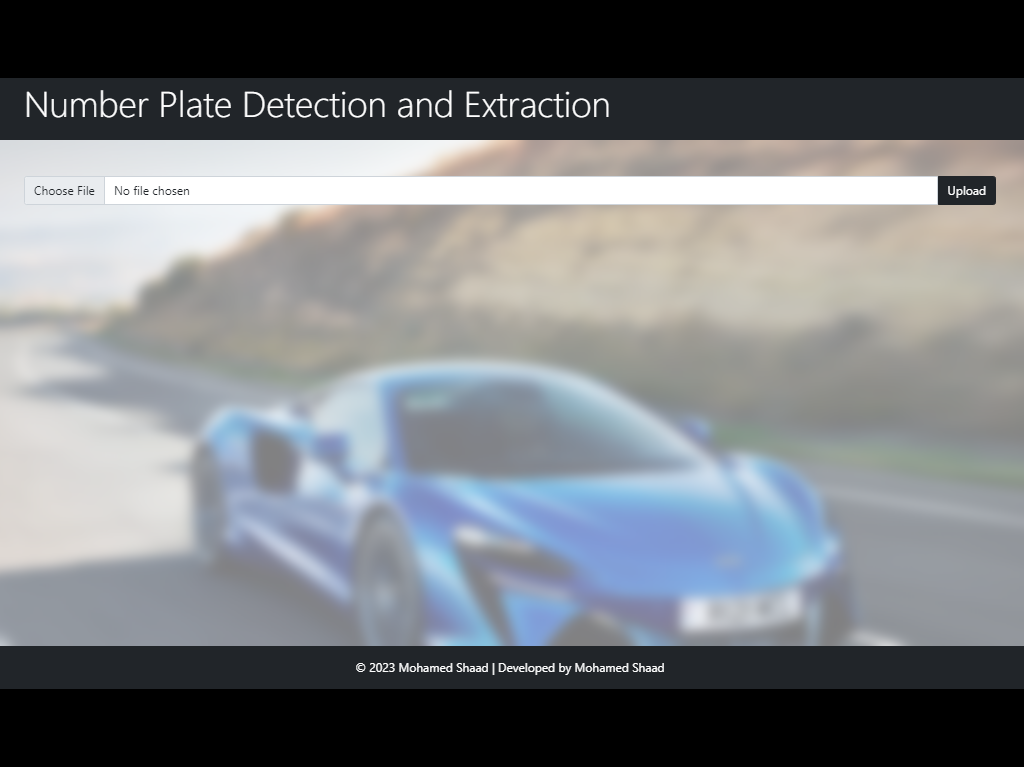 Number Plate Detection and Extraction
Choose File No file chosen Upload
© 2023 Mohamed Shaad | Developed by Mohamed Shaad